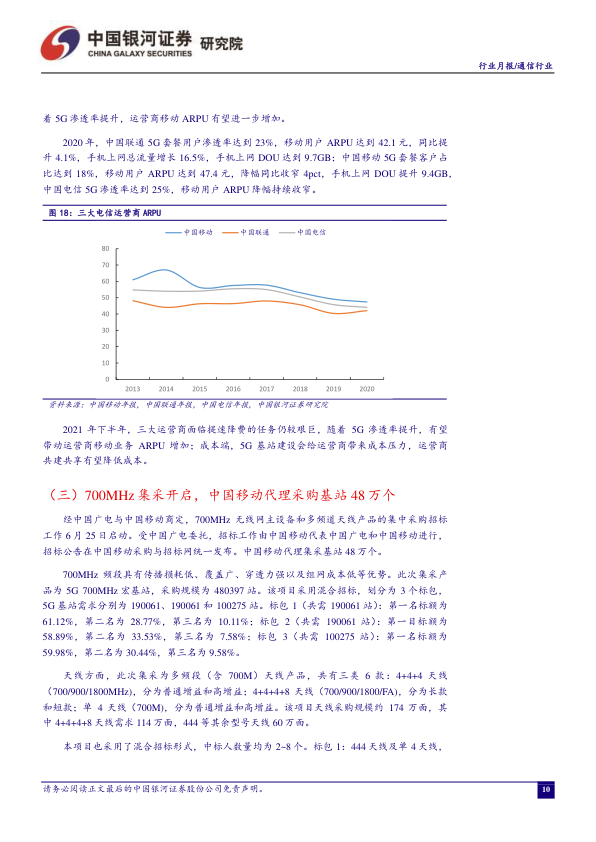 中国银河证券 研究院
CHINA GALAXY SECURITIES
行业月报/通信行业
着 5G 渗透率提升，运营商移动 ARPU 有望进一步增加。
2020 年，中国联通 5G 套餐用户渗透率达到 23%，移动用户 ARPU 达到 42.1 元，同比提
升 4.1%，手机上网总流量增长 16.5%，手机上网 DOU 达到 9.7GB；中国移动 5G 套餐客户占
比达到 18%，移动用户 ARPU 达到 47.4 元，降幅同比收窄 4pct，手机上网 DOU 提升 9.4GB，
中国电信 5G 渗透率达到 25%，移动用户 ARPU 降幅持续收窄。
图 18：三大电信运营商 ARPU
中国移动 中国联通 中国电信
80
70
60
50
40
30
20
10
0
2013 2014 2015 2016 2017 2018 2019 2020
资料来源：中国移动年报，中国联通年报，中国电信年报，中国银河证券研究院
2021 年下半年，三大运营商面临提速降费的任务仍较艰巨，随着 5G 渗透率提升，有望
带动运营商移动业务 ARPU 增加；成本端，5G 基站建设会给运营商带来成本压力，运营商
共建共享有望降低成本。
（三）700MHz 集采开启，中国移动代理采购基站 48 万个
经中国广电与中国移动商定，700MHz 无线网主设备和多频道天线产品的集中采购招标
工作 6 月 25 日启动。受中国广电委托，招标工作由中国移动代表中国广电和中国移动进行，
招标公告在中国移动采购与招标网统一发布。中国移动代理集采基站 48 万个。
700MHz 频段具有传播损耗低、覆盖广、穿透力强以及组网成本低等优势。此次集采产
品为 5G 700MHz 宏基站，采购规模为 480397 站。该项目采用混合招标，划分为 3 个标包，
5G 基站需求分别为 190061、190061 和 100275 站。标包 1（共需 190061 站）：第一名标额为
61.12%，第二名为 28.77%，第三名为 10.11%；标包 2（共需 190061 站）：第一名为目标为
58.89%，第二名为 33.53%，第三名为 7.58%；标包 3（共需 100275 站）：第一名标额为
59.98%，第二名为 30.44%，第三名为 9.58%。
天线方面，此次集采为多频段（含 700M）天线产品，共有三类 6 款：4+4+4 天线
（700/900/1800MHz)，分为普通增益和高增益；4+4+4+8 天线（700/900/1800/FA)，分为长款
和短款；单 4 天线（700M)，分为普通增益和高增益。该项目天线采购规模约 174 万面，其
中 4+4+4+8 天线需求 114 万面，444 等其余型号天线 60 万面。
本项目也采用了混合招标形式，中标人数量均为 2~8 个。标包 1：444 天线及单 4 天线，
请务必阅读正文最后的中国银河证券股份公司免责声明。
10